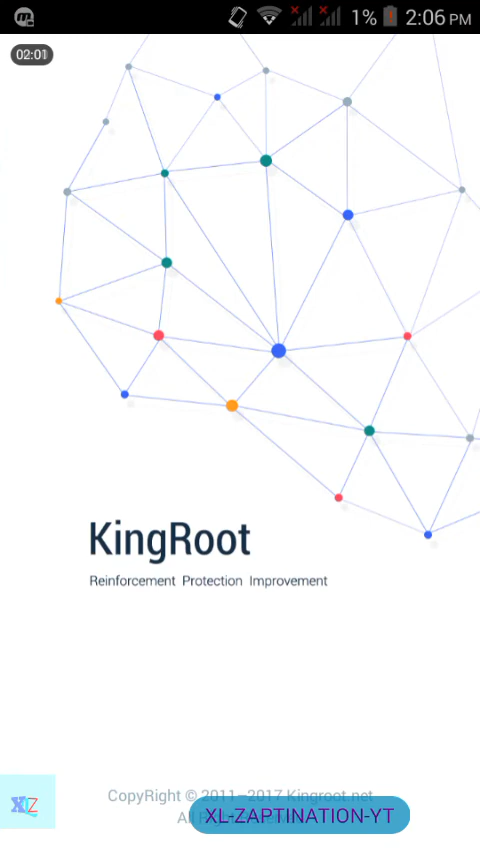 1% 2:06 PM
02:01
KingRoot
Reinforcement Protection Improvement
CopyRight © 2011–2017 Kingroot.net
XL-ZAPTINATION-YT
XLZ